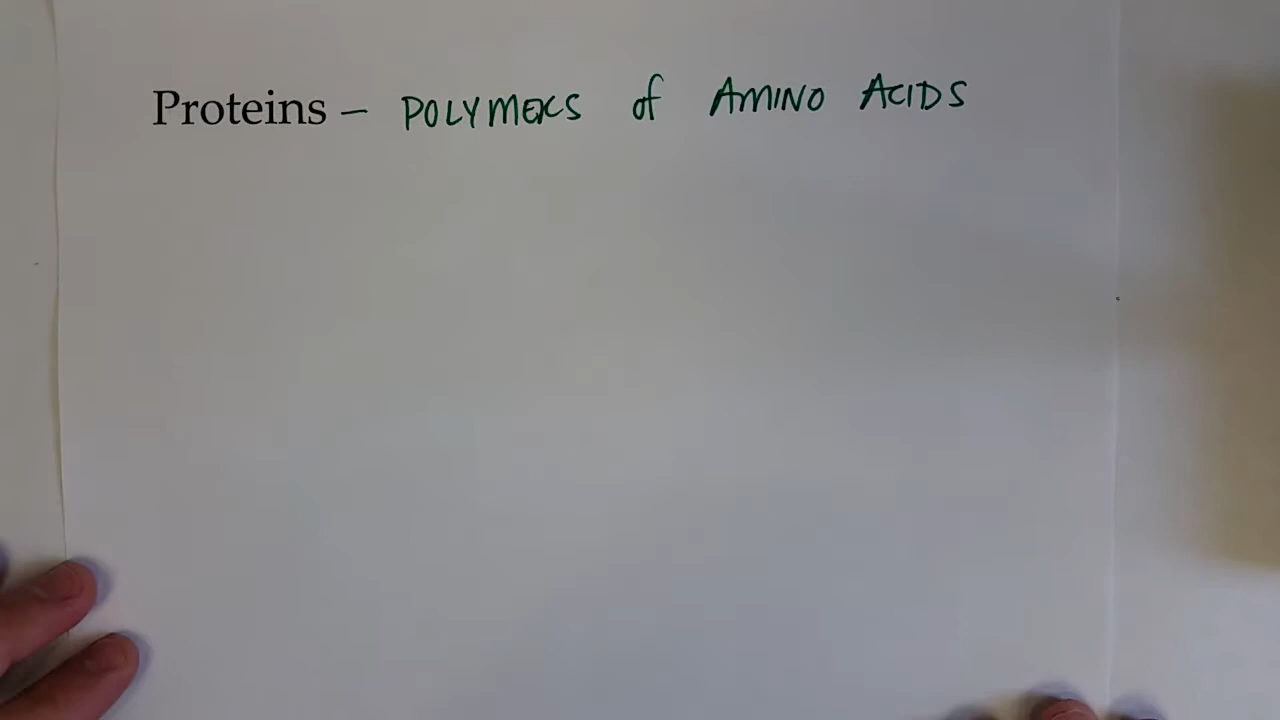 Proteins – POLYMERS of AMINO ACIDS